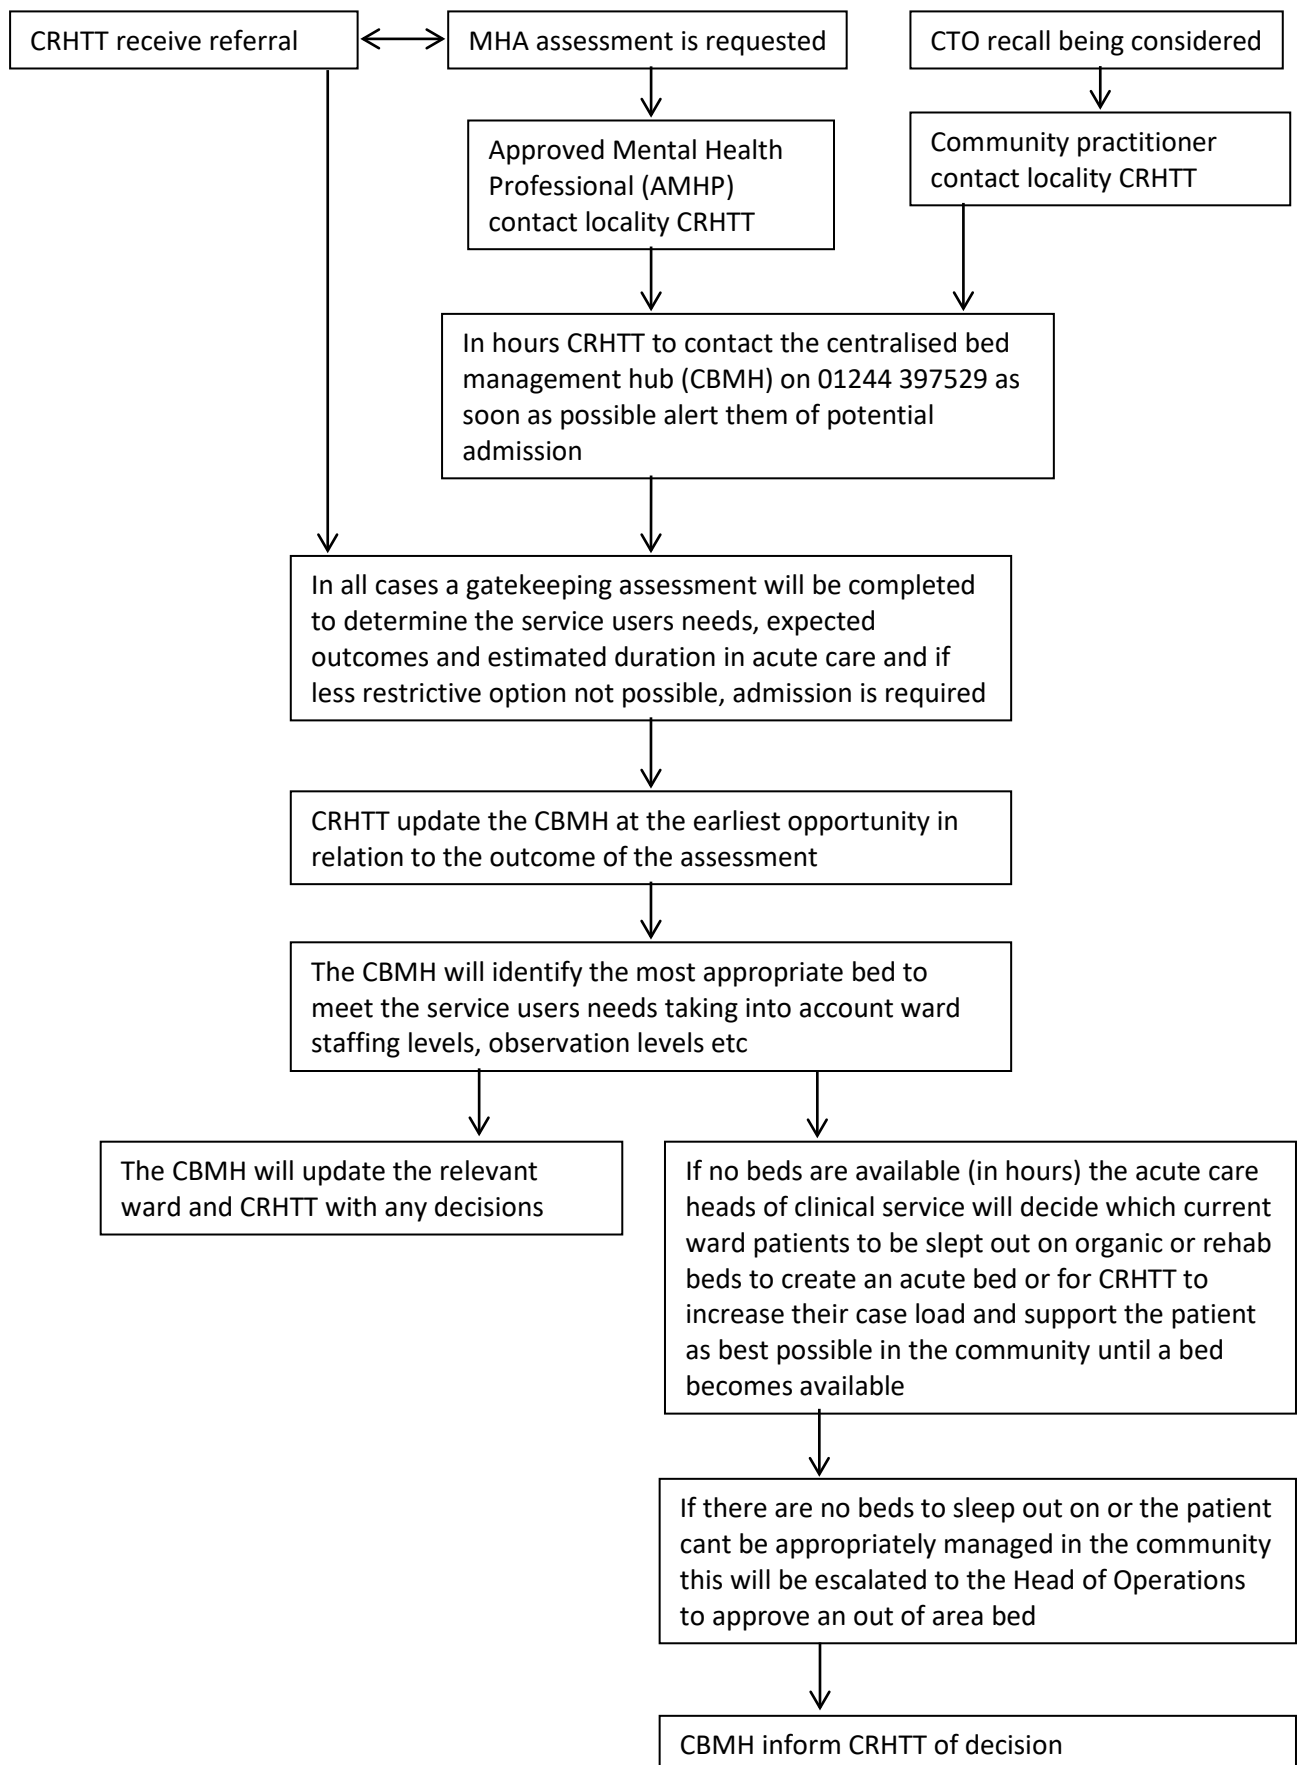 CRHTT receive referral
MHA assessment is requested
CTO recall being considered
Approved Mental Health
Professional (AMHP)
contact locality CRHTT
Community practitioner
contact locality CRHTT
In hours CRHTT to contact the centralised bed
management hub (CBMH) on 01244 397529 as
soon as possible alert them of potential
admission
In all cases a gatekeeping assessment will be completed
to determine the service users needs, expected
outcomes and estimated duration in acute care and if
less restrictive option not possible, admission is required
CRHTT update the CBMH at the earliest opportunity in
relation to the outcome of the assessment
The CBMH will identify the most appropriate bed to
meet the service users needs taking into account ward
staffing levels, observation levels etc
The CBMH will update the relevant
ward and CRHTT with any decisions
If no beds are available (in hours) the acute care
heads of clinical service will decide which current
ward patients to be slept out on organic or rehab
beds to create an acute bed or for CRHTT to
increase their case load and support the patient
as best possible in the community until a bed
becomes available
If there are no beds to sleep out on or the patient
cant be appropriately managed in the community
this will be escalated to the Head of Operations
to approve an out of area bed
CBMH inform CRHTT of decision